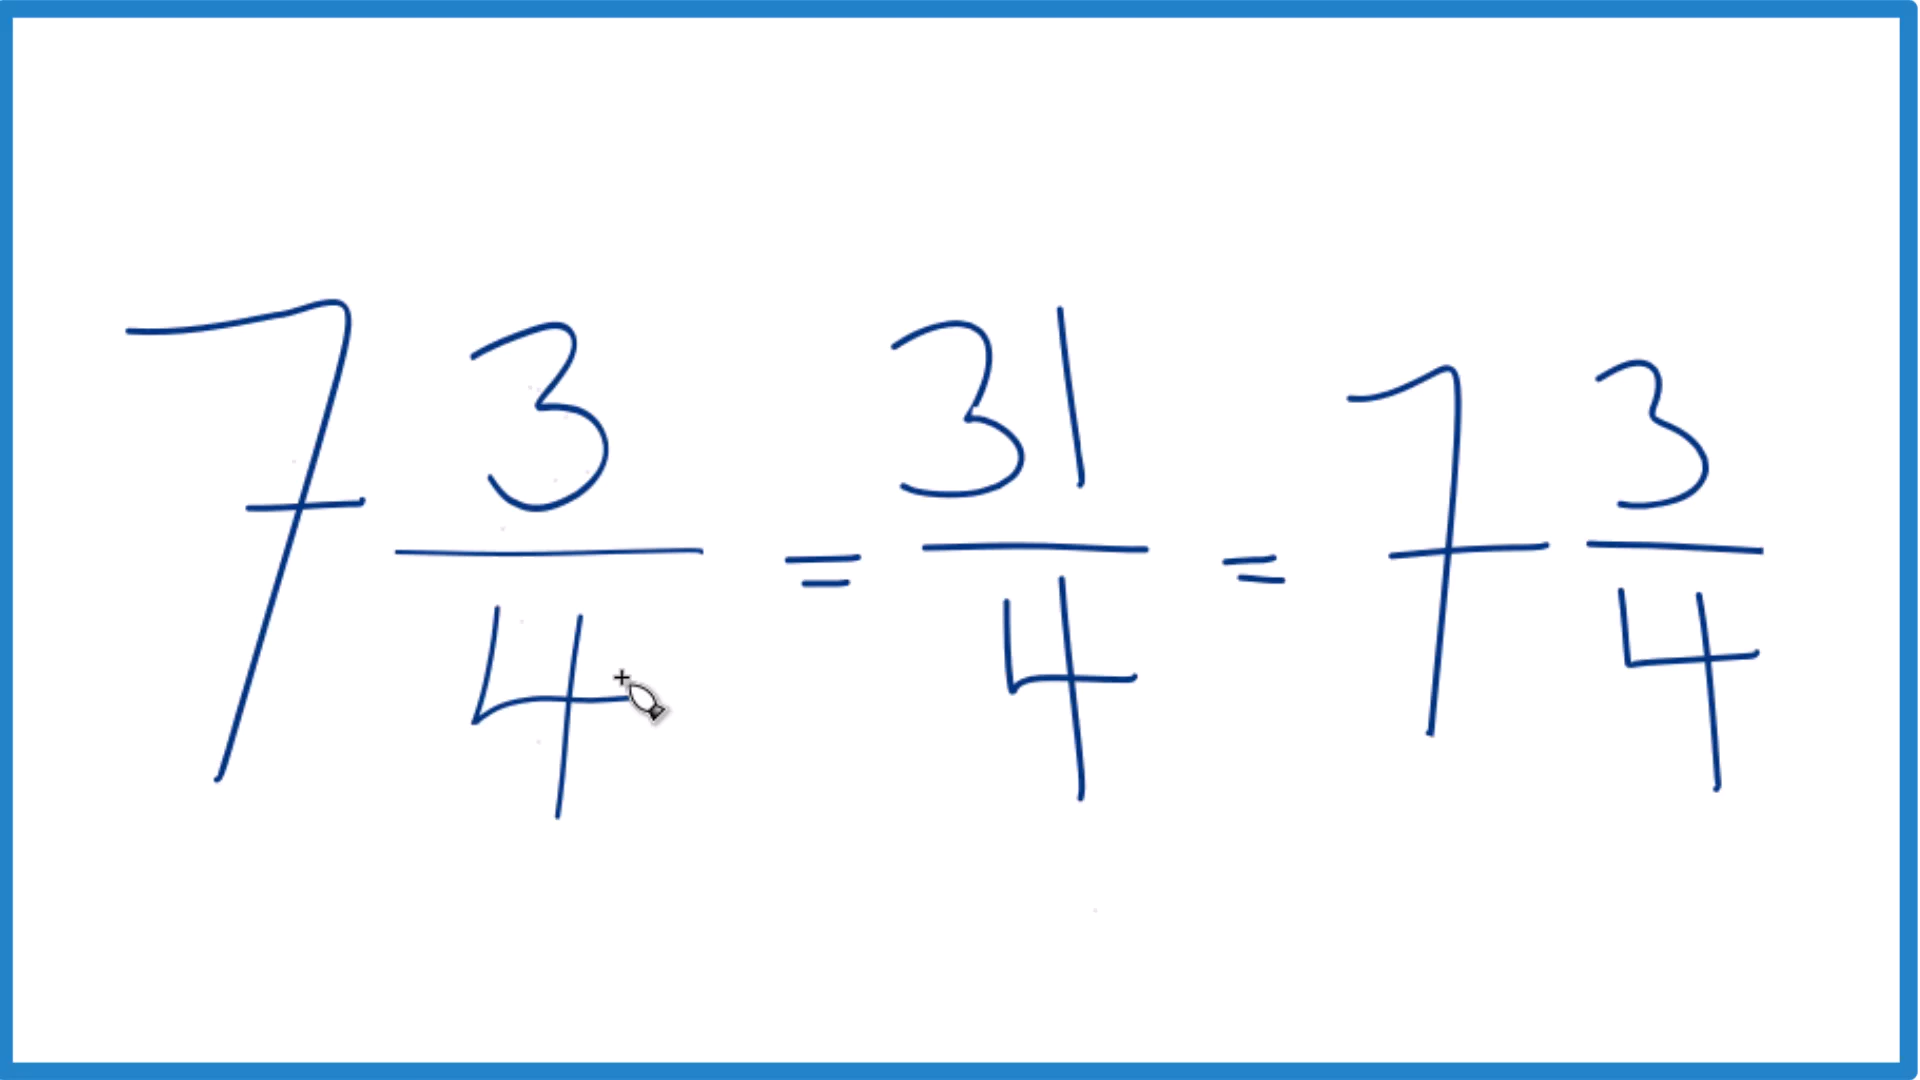 7 3/4 = 31/4 = 7 3/4